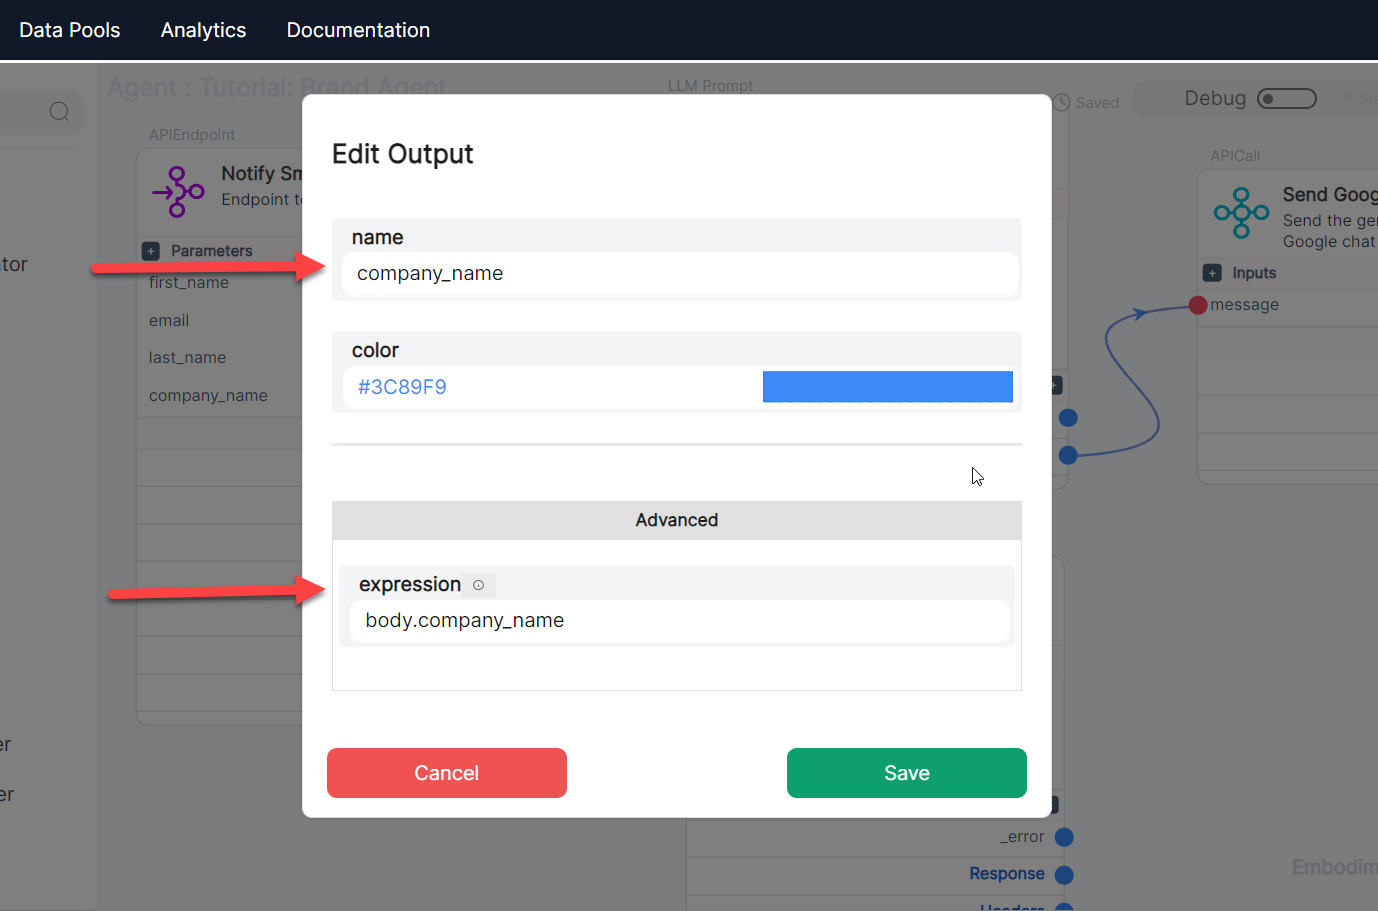 Data Pools Analytics Documentation
Agent : Tutorial: Brand Agent
LLM Prompt
Saved
Debug
APIEndpoint
Notify Sm
Endpoint to
Parameters
first_name
email
last_name
company_name
tor
er
er
Edit Output
name
company_name
color
#3C89F9
Advanced
expression
body.company_name
Cancel
Save
APICall
Send Goog
Send the ge
Google chat
Inputs
message
_error
Response
Headers
Embodim